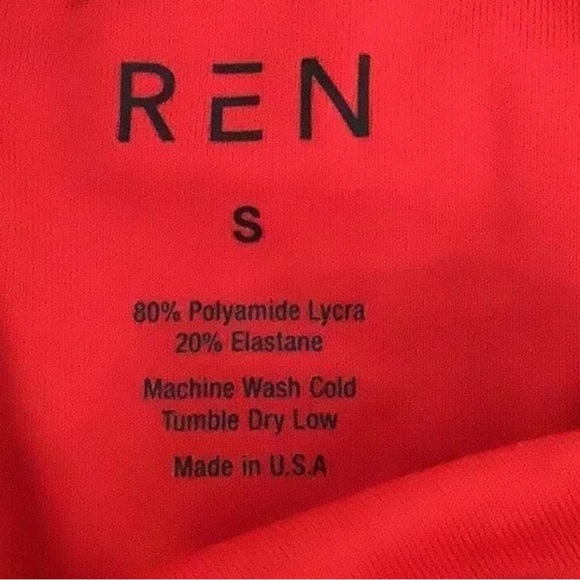 REN
S
80% Polyamide Lycra
20% Elastane
Machine Wash Cold
Tumble Dry Low
Made in U.S.A